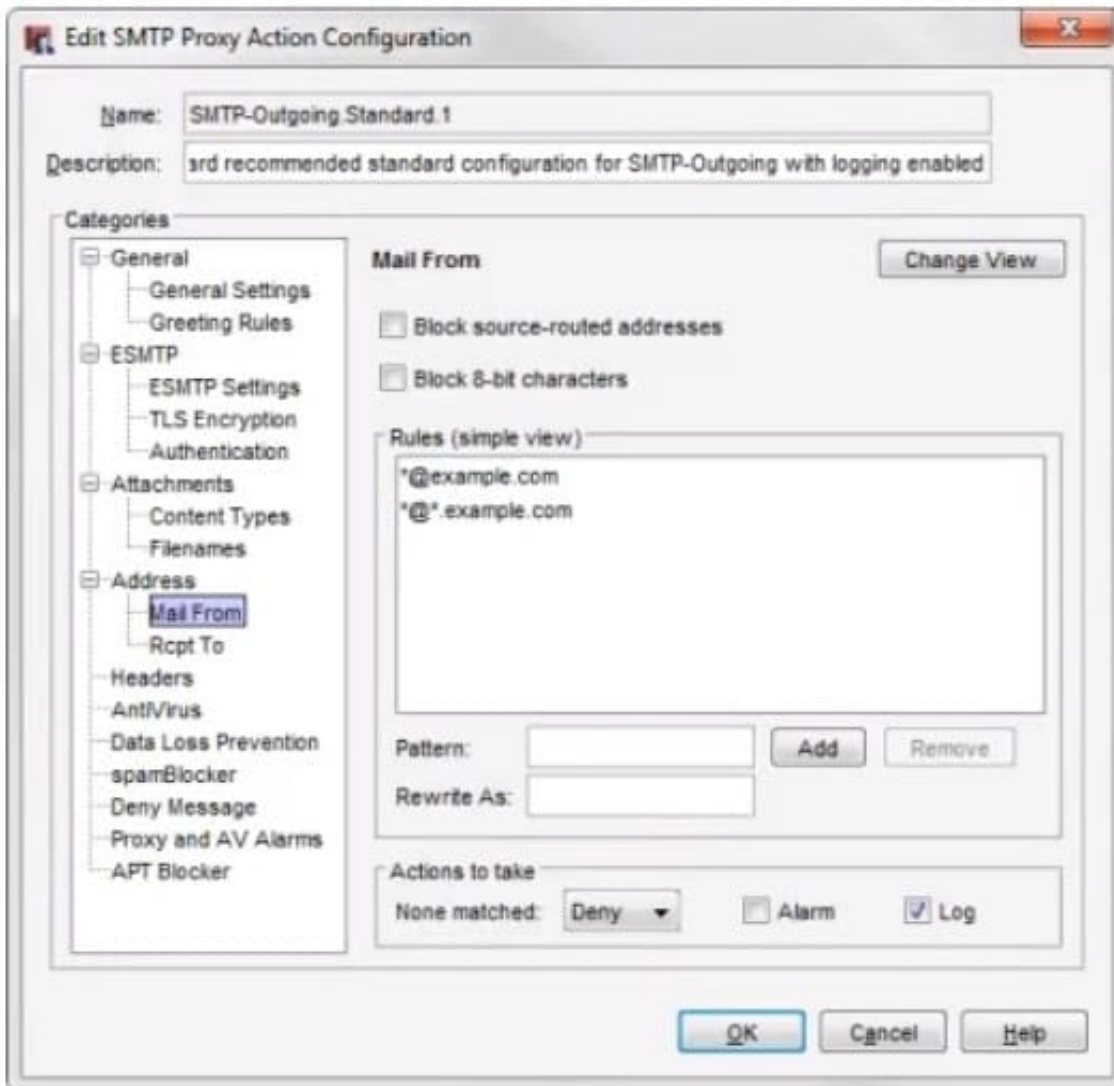 Edit SMTP Proxy Action Configuration
Name: SMTP-Outgoing.Standard.1
Description: ard recommended standard configuration for SMTP-Outgoing with logging enabled
Categories
General
General Settings
Greeting Rules
ESMTP
ESMTP Settings
TLS Encryption
Authentication
Attachments
Content Types
Filenames
Address
Mail From
Rcpt To
Headers
AntiVirus
Data Loss Prevention
spamBlocker
Deny Message
Proxy and AV Alarms
APT Blocker
Mail From
Change View
Block source-routed addresses
Block 8-bit characters
Rules (simple view)
*@example.com
*@*.example.com
Pattern: Add Remove
Rewrite As:
Actions to take
None matched: Deny Alarm Log
OK Cancel Help